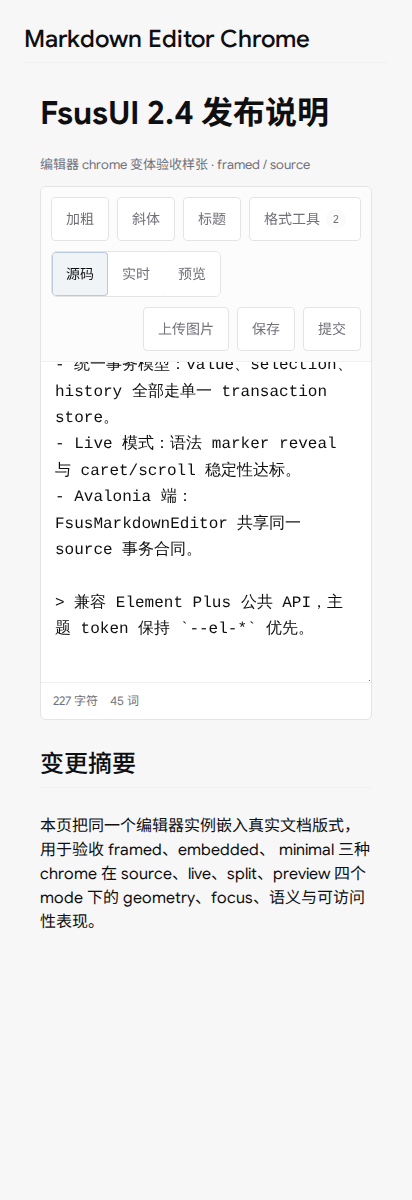 Markdown Editor Chrome
FsusUI 2.4 发布说明
编辑器 chrome 变体验收样张 · framed / source
加粗 斜体 标题 格式工具 2
源码 实时 预览
上传图片 保存 提交
- 统一事务模型：value、selection、
history 全部走单一 transaction
store。
- Live 模式：语法 marker reveal
与 caret/scroll 稳定性达标。
- Avalonia 端：
FsusMarkdownEditor 共享同一
source 事务合同。
> 兼容 Element Plus 公共 API，主
题 token 保持 `--el-*` 优先。
227 字符 45 词
变更摘要
本页把同一个编辑器实例嵌入真实文档版式，
用于验收 framed、embedded、 minimal 三种
chrome 在 source、live、split、preview 四个
mode 下的 geometry、focus、语义与可访问
性表现。